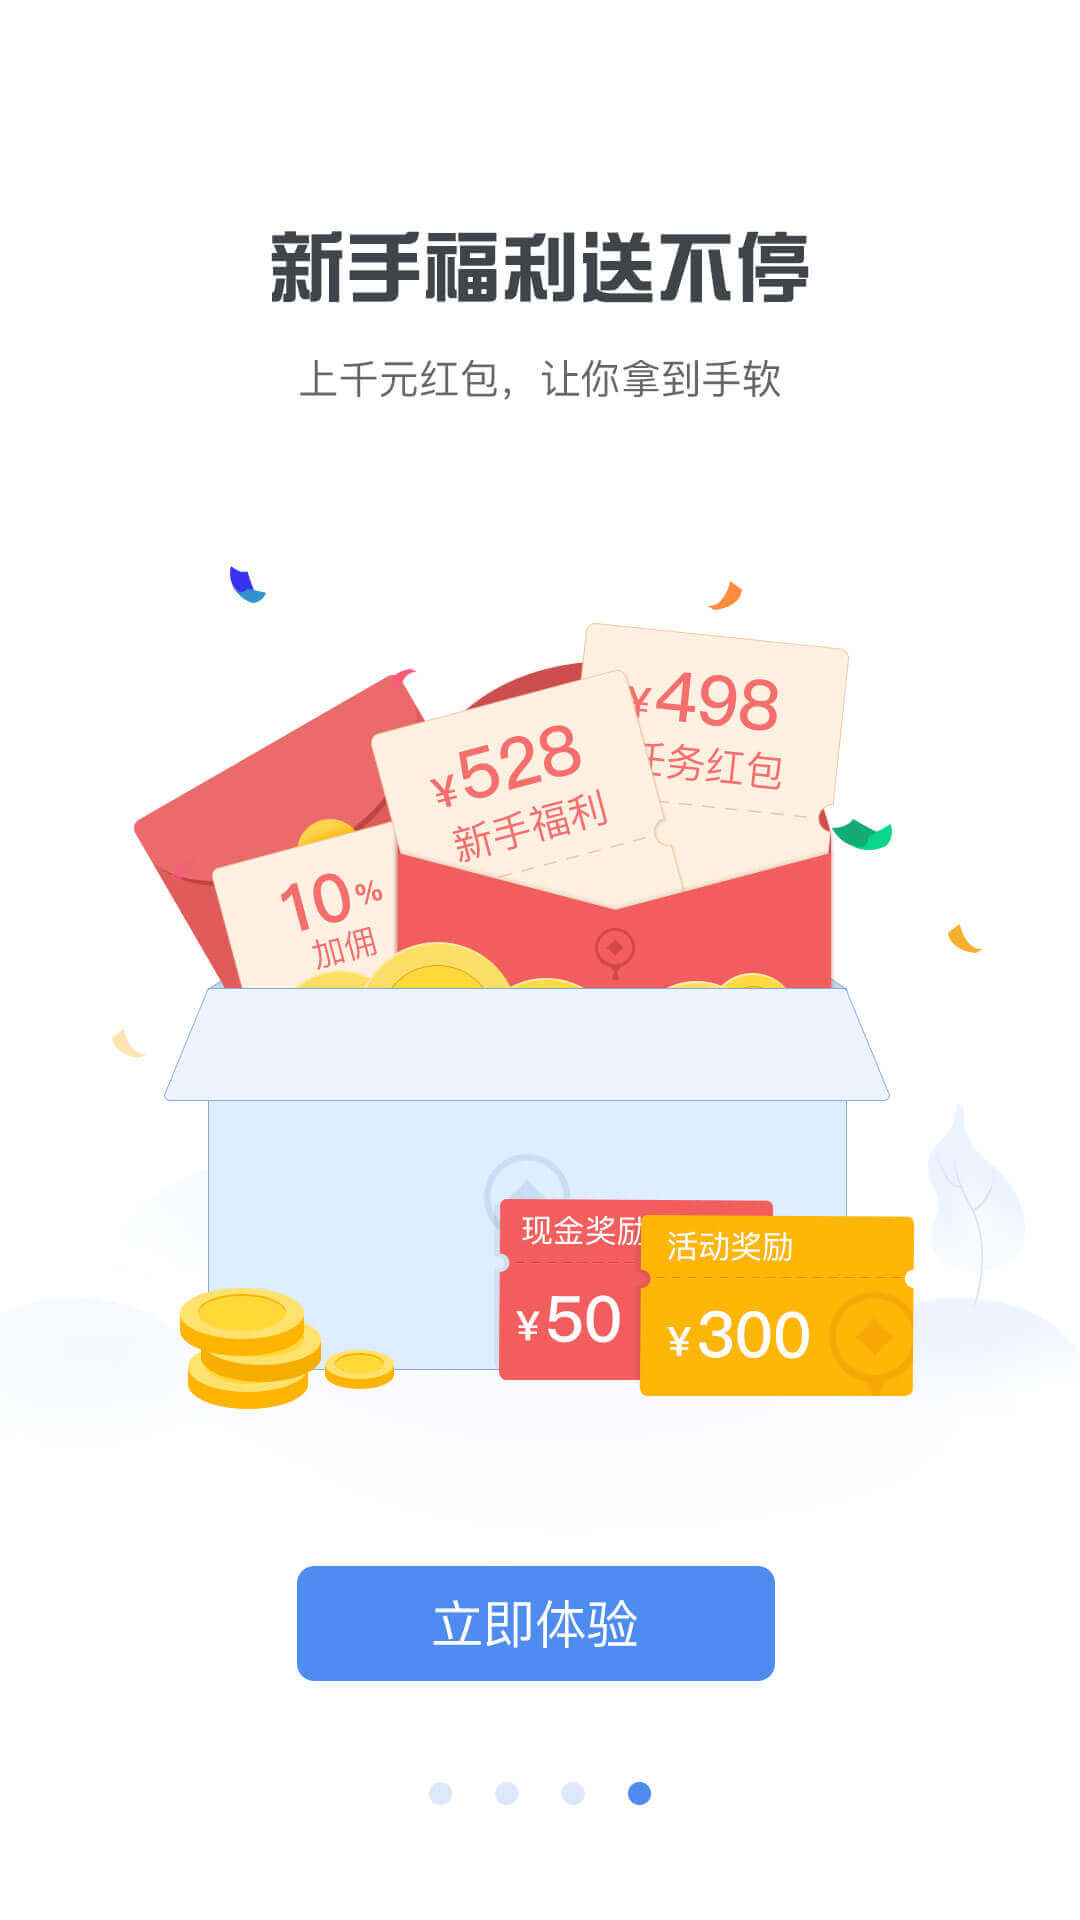 新手福利送不停
上千元红包，让你拿到手软
¥498
任务红包
¥528
新手福利
10%
加佣
现金奖励
¥50
活动奖励
¥300
立即体验